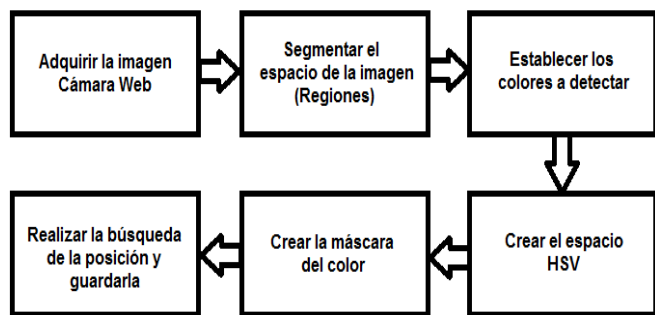 Adquirir la imagen
Cámara Web
Segmentar el
espacio de la imagen
(Regiones)
Establecer los
colores a detectar
Crear el espacio
HSV
Crear la máscara
del color
Realizar la búsqueda
de la posición y
guardarla